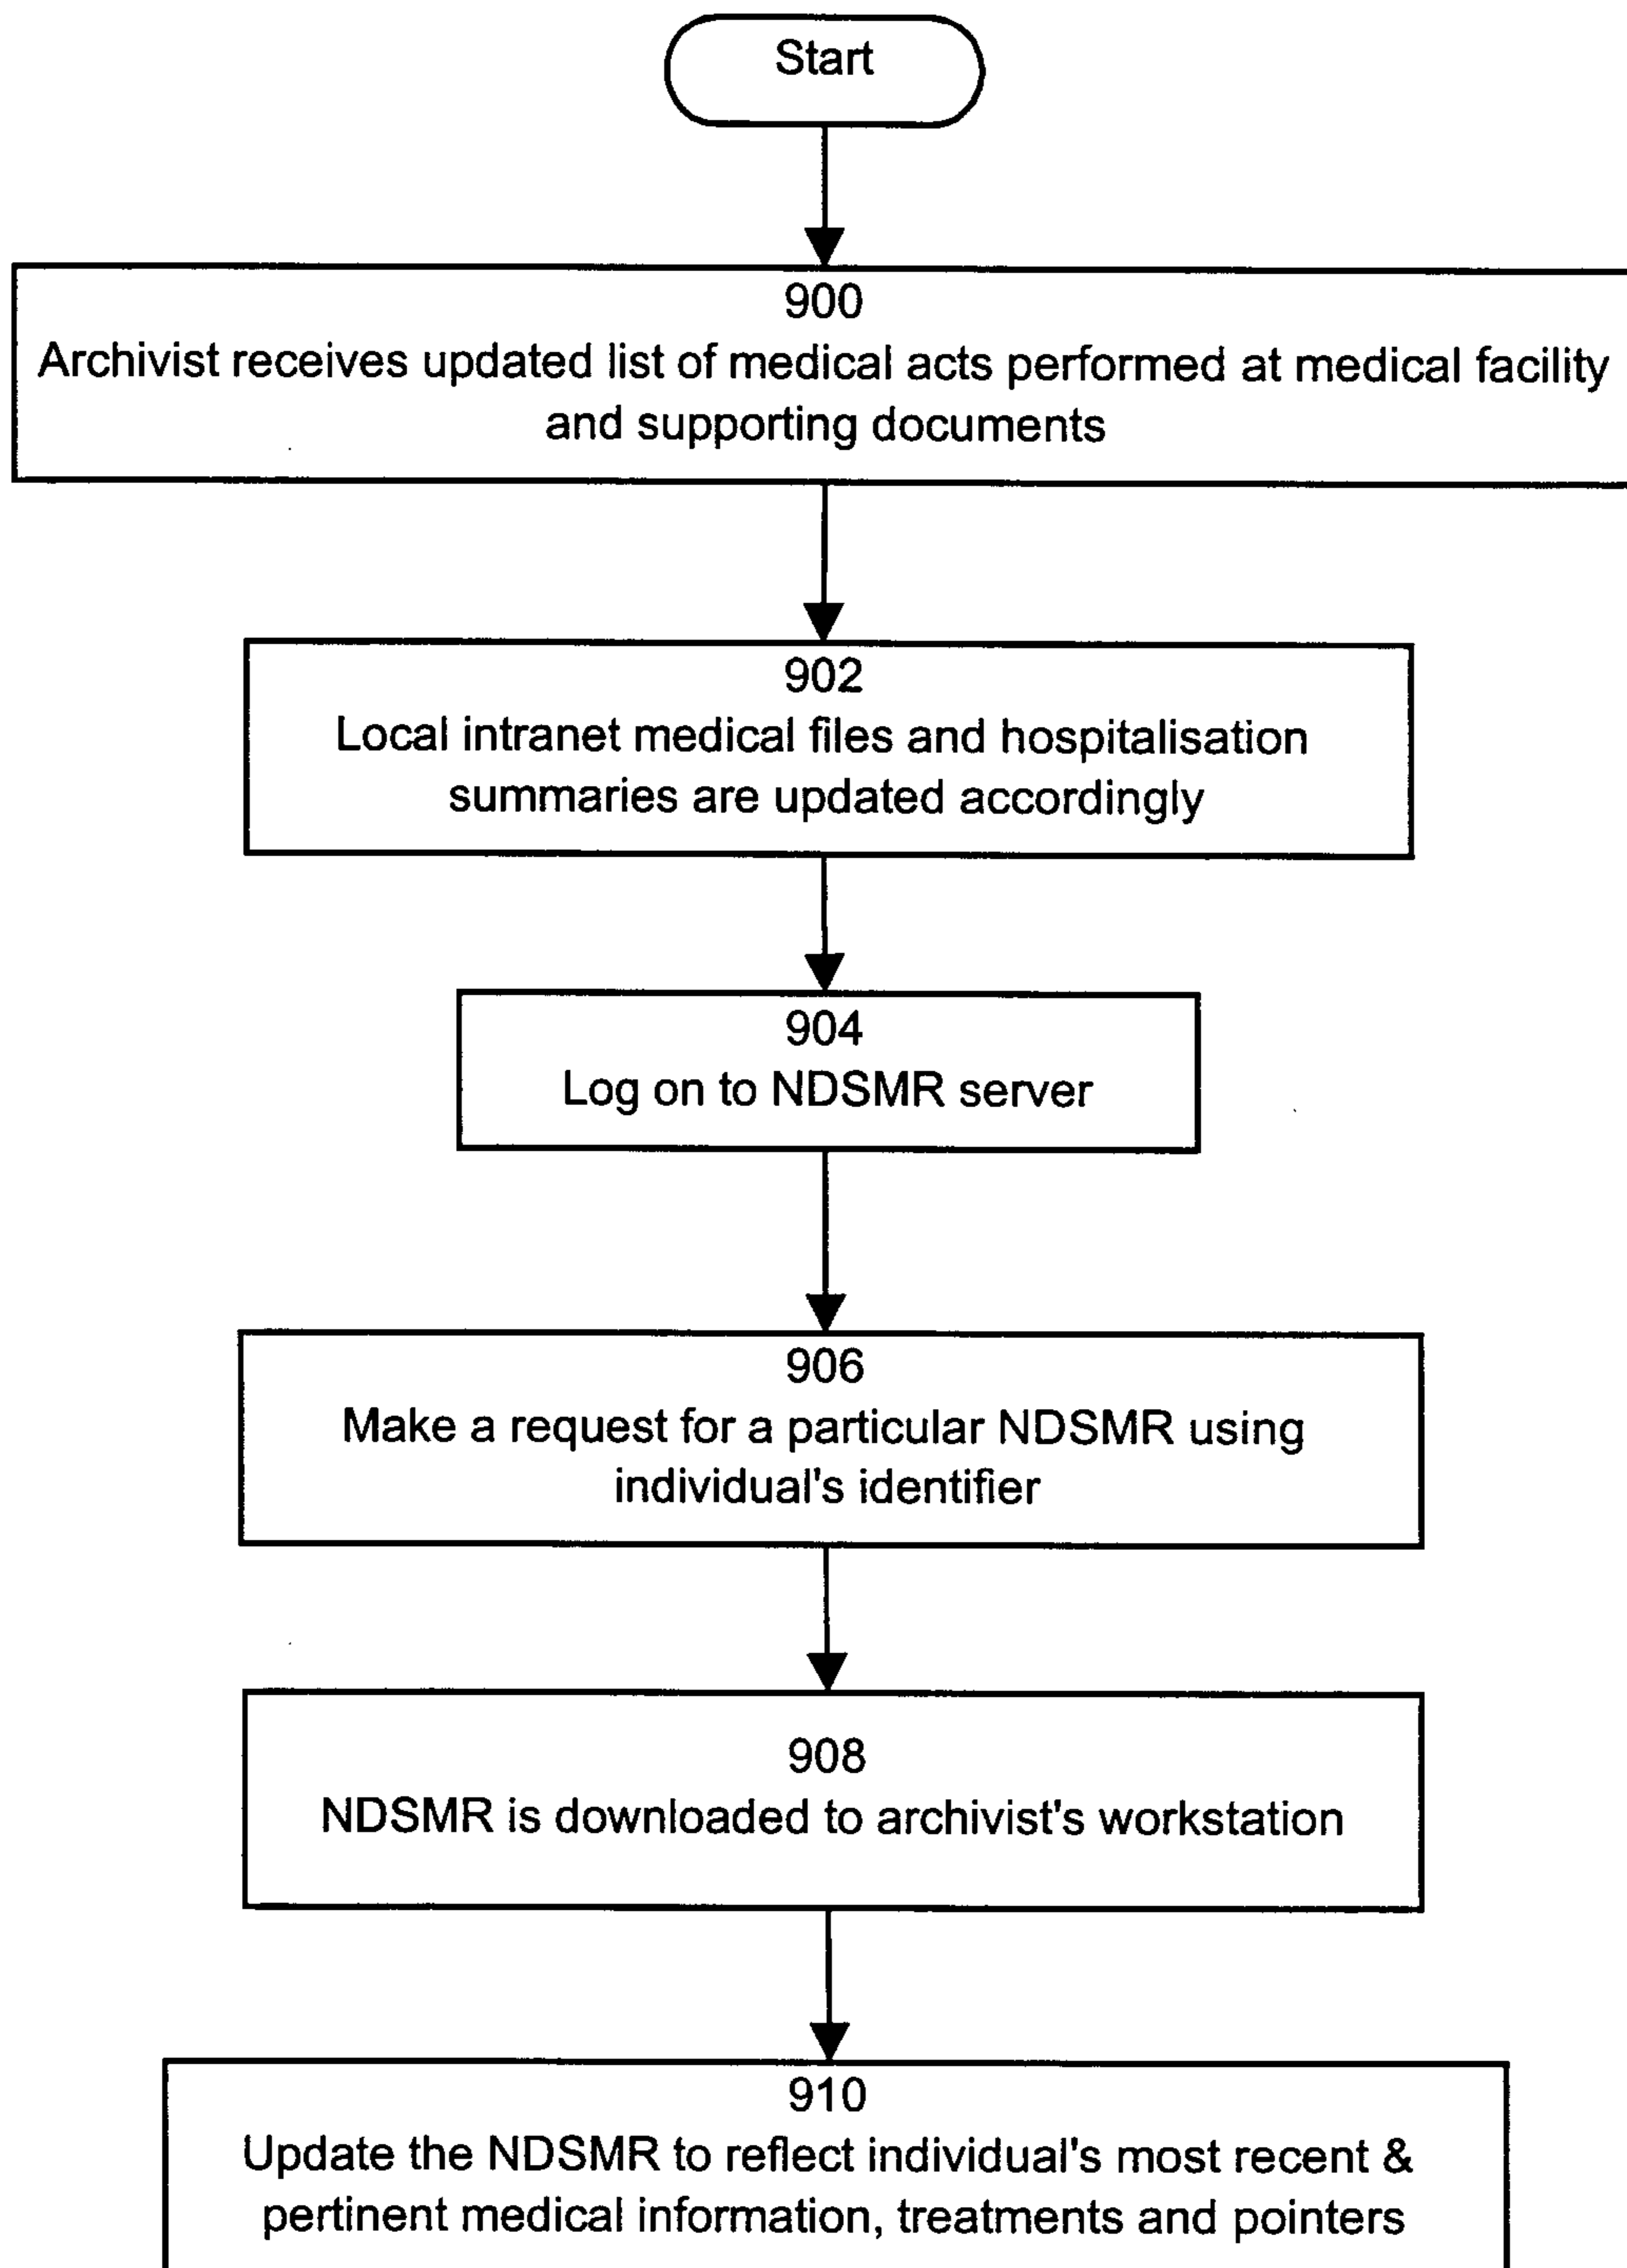 Start
900
Archivist receives updated list of medical acts performed at medical facility
and supporting documents
902
Local intranet medical files and hospitalisation
summaries are updated accordingly
904
Log on to NDSMR server
906
Make a request for a particular NDSMR using
individual's identifier
908
NDSMR is downloaded to archivist's workstation
910
Update the NDSMR to reflect individual's most recent &
pertinent medical information, treatments and pointers